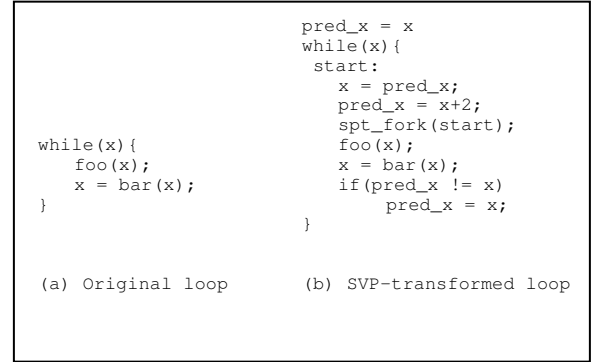 while(x){
foo(x);
x = bar(x);
}
(a) Original loop
pred_x = x
while(x){
start:
x = pred_x;
pred_x = x+2;
spt_fork(start);
foo(x);
x = bar(x);
if(pred_x != x)
pred_x = x;
}
(b) SVP-transformed loop